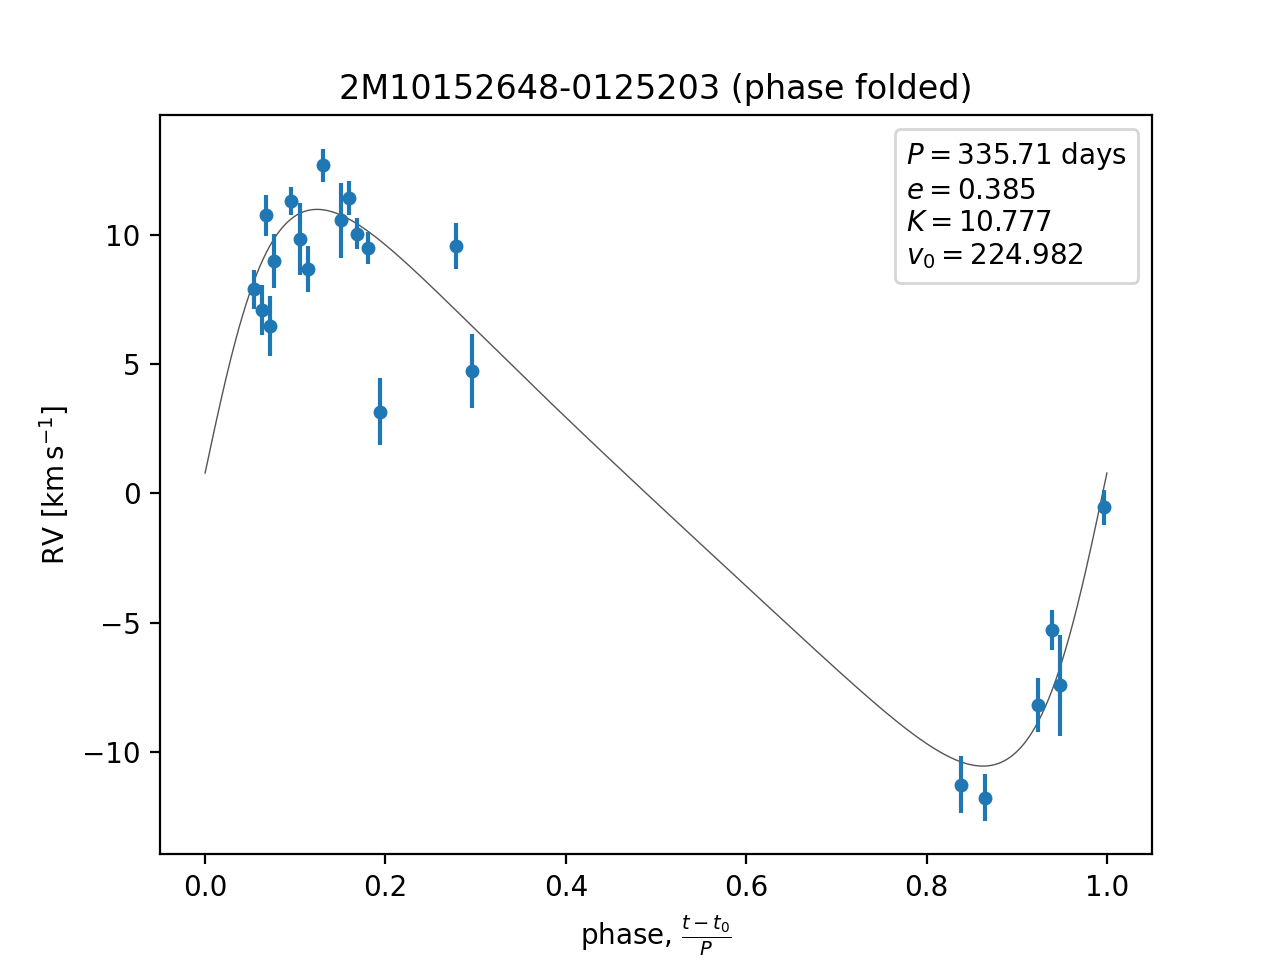 2M10152648-0125203 (phase folded)
P = 335.71 days
e = 0.385
K = 10.777
v₀ = 224.982
RV [km s⁻¹]
10
5
0
−5
−10
0.0 0.2 0.4 0.6 0.8 1.0
phase, (t − t₀)/P